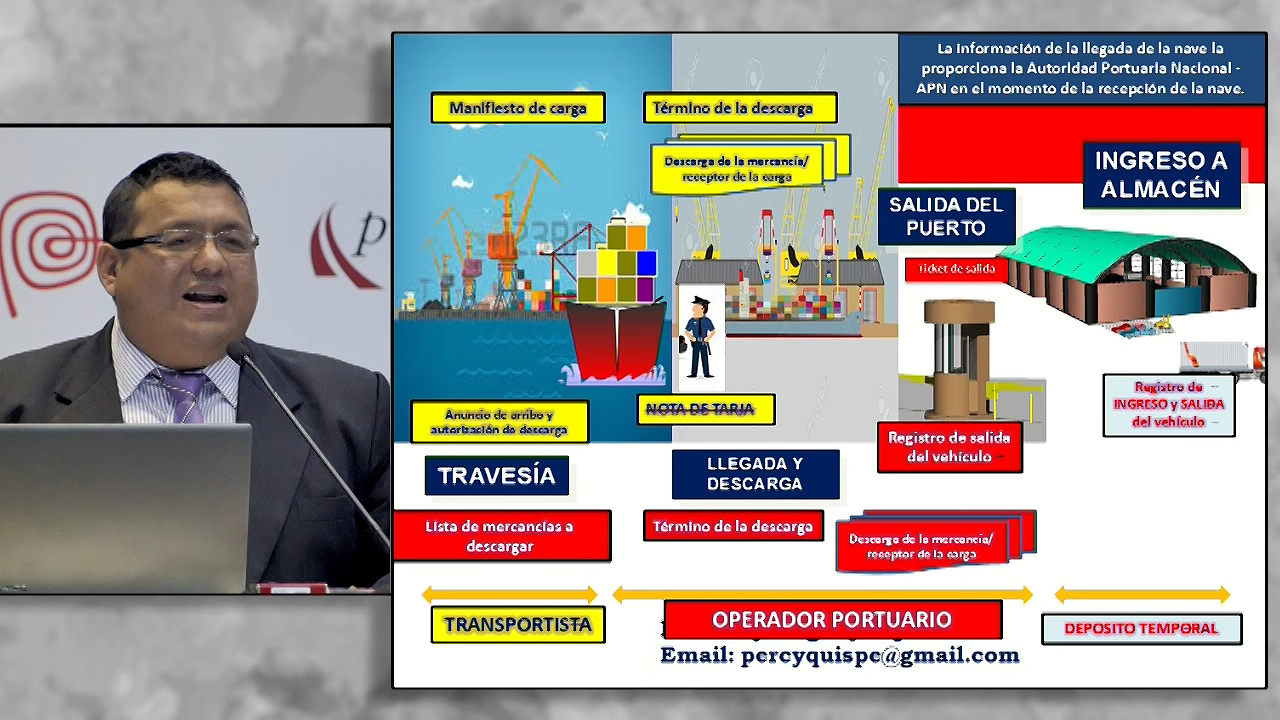 La información de la llegada de la nave la
proporciona la Autoridad Portuaria Nacional -
APN en el momento de la recepción de la nave.
Manifiesto de carga
Término de la descarga
Descarga de la mercancía/
receptor de la carga
INGRESO A
ALMACÉN
SALIDA DEL
PUERTO
Ticket de salida
p
Registro de
INGRESO y SALIDA
del vehículo
Anuncio de arribo y
autorización de descarga
NOTA DE TARJA
Registro de salida
del vehículo
TRAVESÍA
LLEGADA Y
DESCARGA
Lista de mercancías a
descargar
Término de la descarga
Descarga de la mercancía/
receptor de la carga
TRANSPORTISTA
OPERADOR PORTUARIO
DEPOSITO TEMPORAL
Email: percyquispe@gmail.com